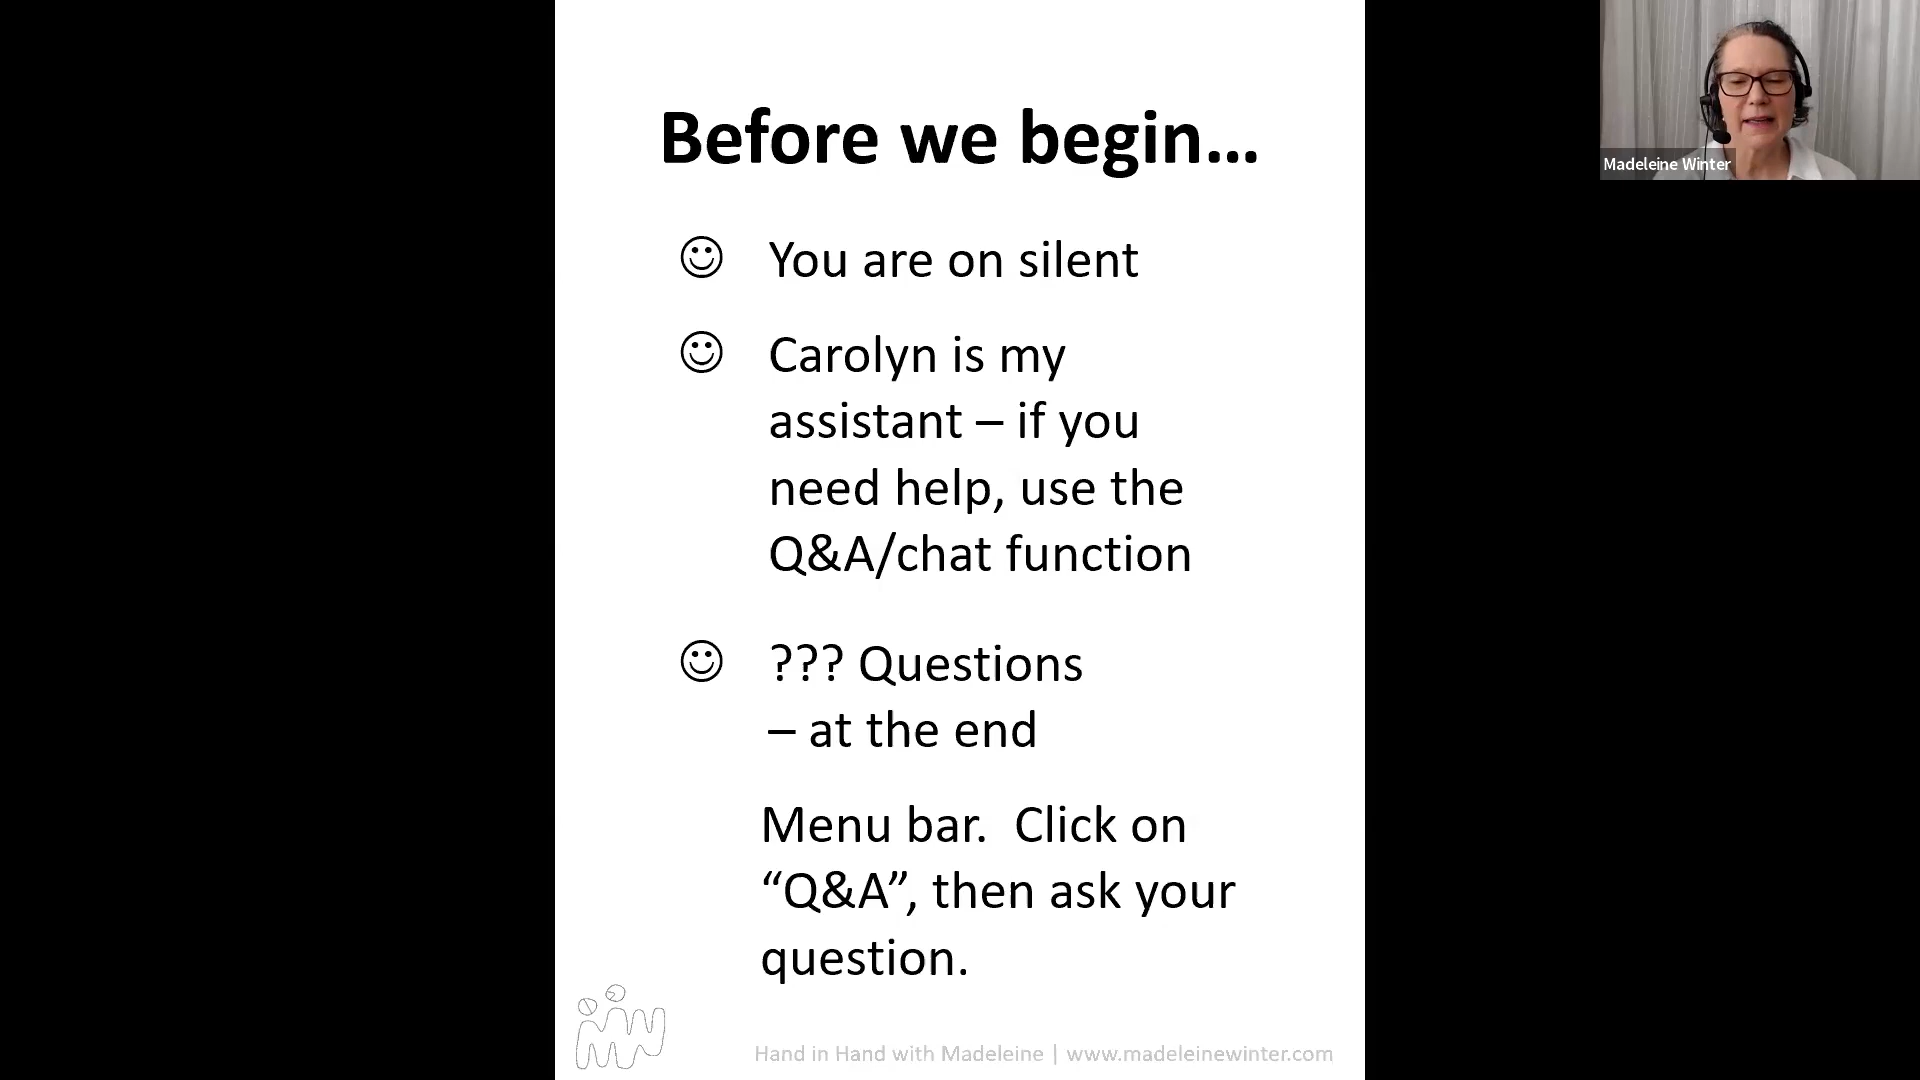 Before we begin...
You are on silent
Carolyn is my
assistant – if you
need help, use the
Q&A/chat function
??? Questions
– at the end
Menu bar.  Click on
“Q&A”, then ask your
question.
Hand in Hand with Madeleine | www.madeleinewinter.com
Madeleine Winter